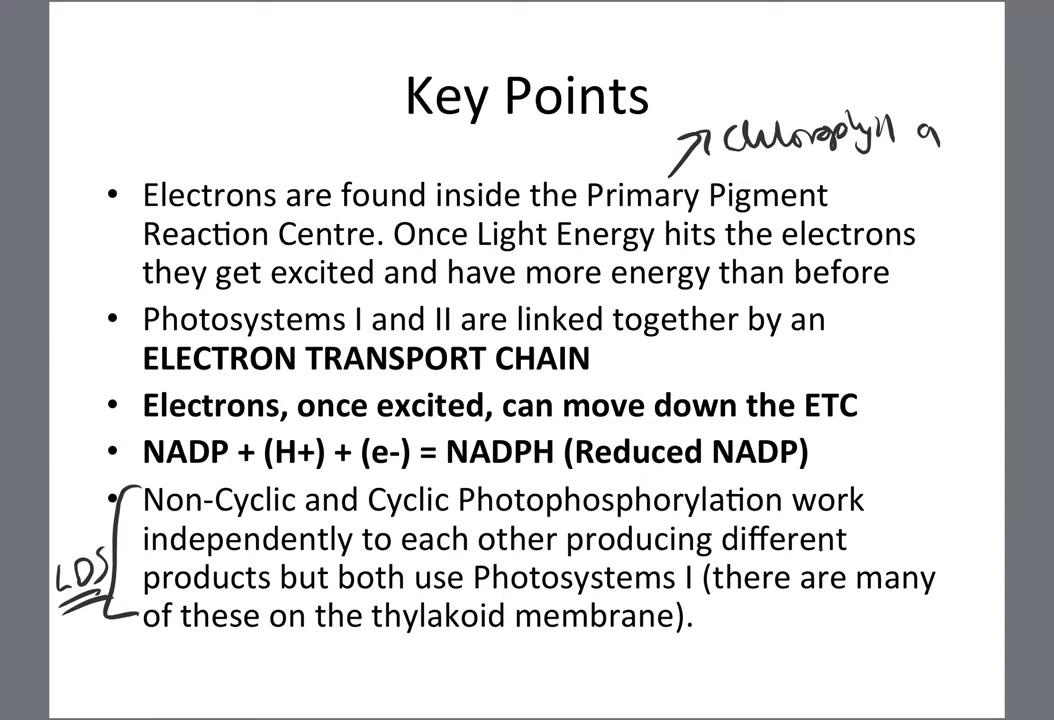 Key Points
chlorophyll a
• Electrons are found inside the Primary Pigment
Reaction Centre. Once Light Energy hits the electrons
they get excited and have more energy than before
• Photosystems I and II are linked together by an
ELECTRON TRANSPORT CHAIN
• Electrons, once excited, can move down the ETC
• NADP + (H+) + (e-) = NADPH (Reduced NADP)
• Non-Cyclic and Cyclic Photophosphorylation work
independently to each other producing different
LDS products but both use Photosystems I (there are many
of these on the thylakoid membrane).